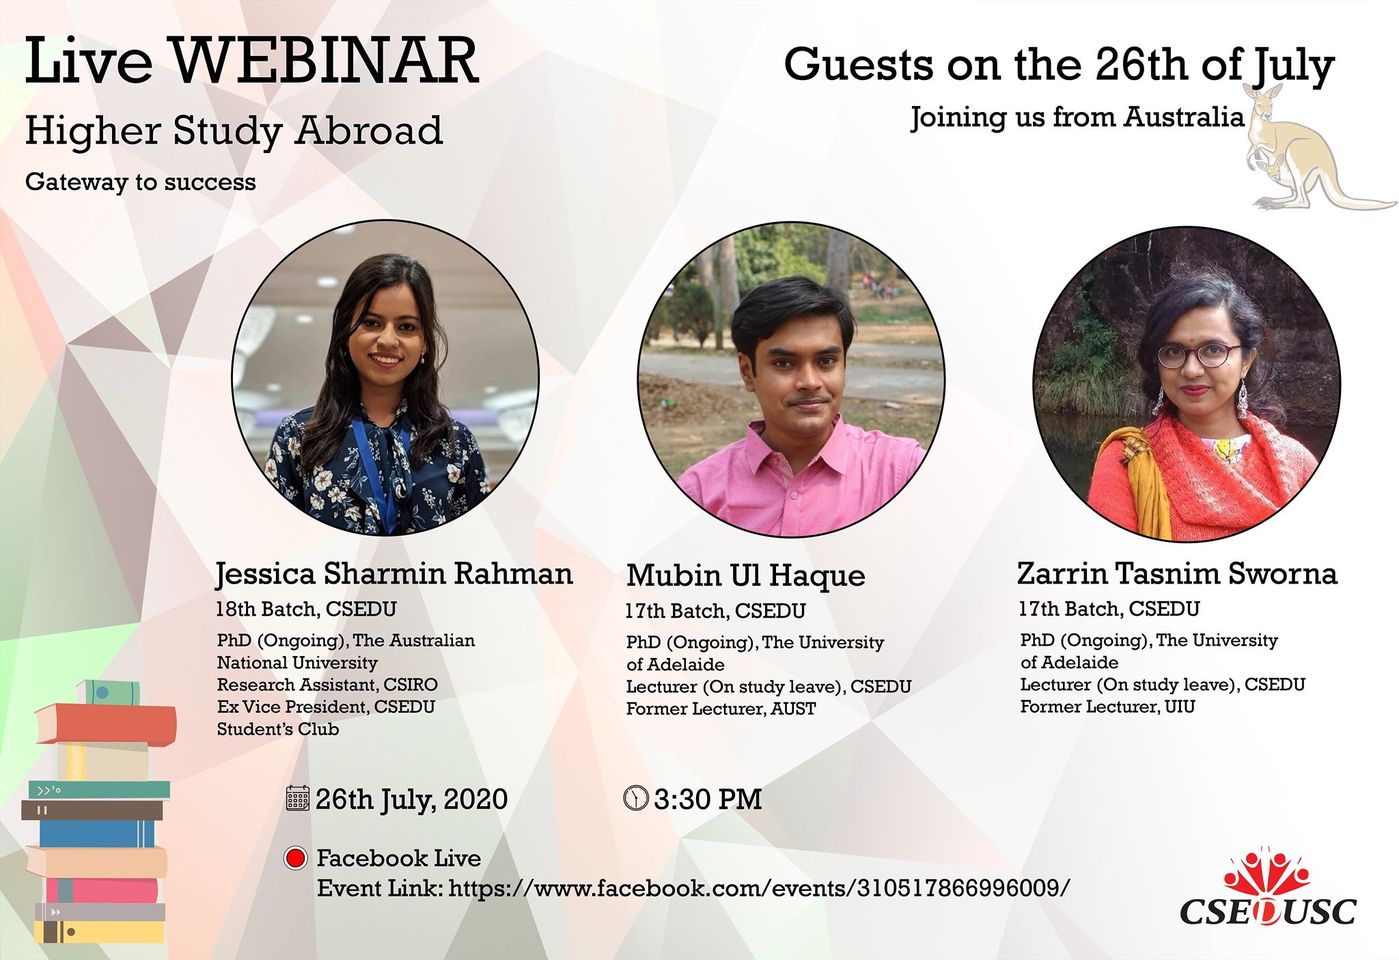 Live WEBINAR
Higher Study Abroad
Gateway to success
Guests on the 26th of July
Joining us from Australia
Jessica Sharmin Rahman
18th Batch, CSEDU
PhD (Ongoing), The Australian
National University
Research Assistant, CSIRO
Ex Vice President, CSEDU
Student's Club
Mubin Ul Haque
17th Batch, CSEDU
PhD (Ongoing), The University
of Adelaide
Lecturer (On study leave), CSEDU
Former Lecturer, AUST
Zarrin Tasnim Sworna
17th Batch, CSEDU
PhD (Ongoing), The University
of Adelaide
Lecturer (On study leave), CSEDU
Former Lecturer, UIU
26th July, 2020
3:30 PM
Facebook Live
Event Link: https://www.facebook.com/events/310517866996009/
CSEDUSC